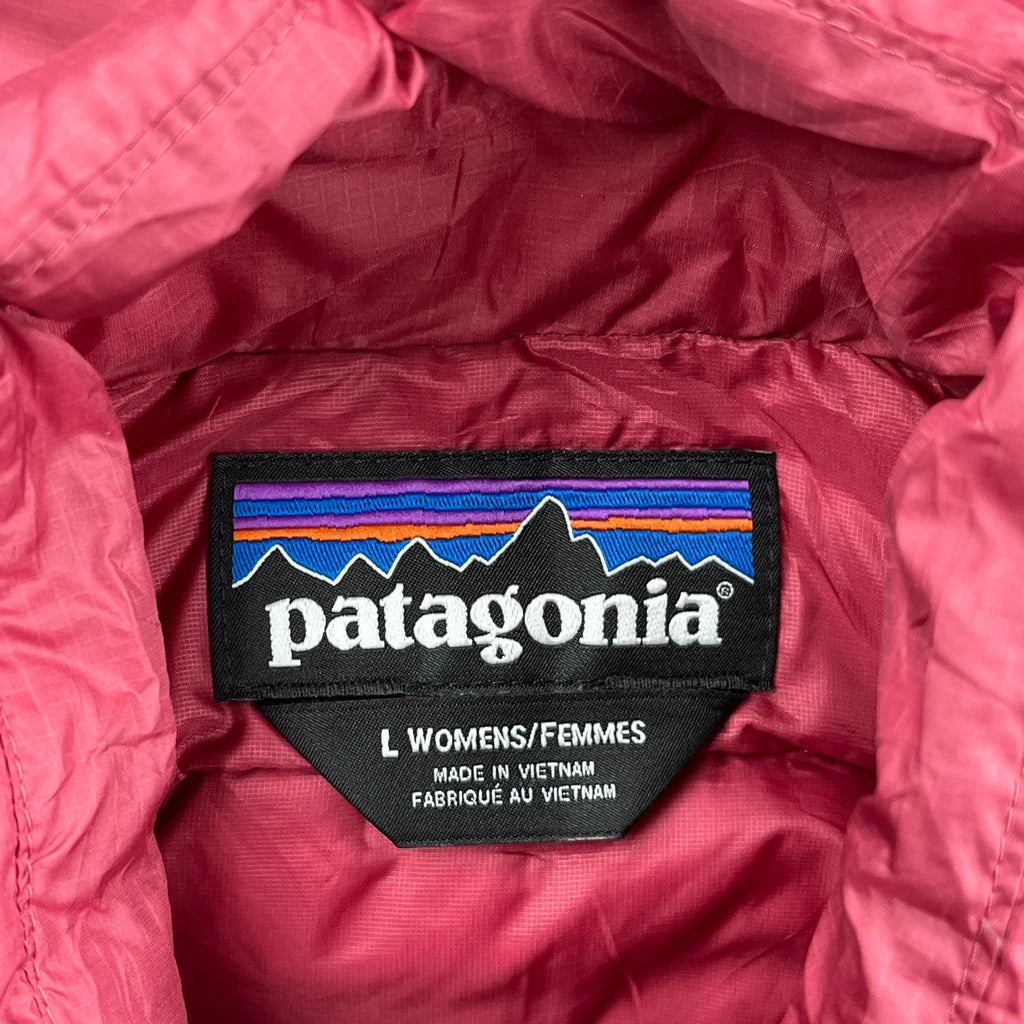 patagonia®
L WOMENS/FEMMES
MADE IN VIETNAM
FABRIQUÉ AU VIETNAM